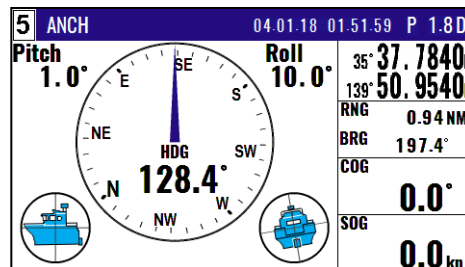 5 ANCH 04.01.18 01.51.59 P 1.8D
Pitch
1.0°
Roll
10.0°
E
SE
S
NE
SW
N
W
NW
HDG
128.4°
35° 37.7840
139° 50.9540
RNG
0.94 NM
BRG
197.4°
COG
0.0°
SOG
0.0 kn